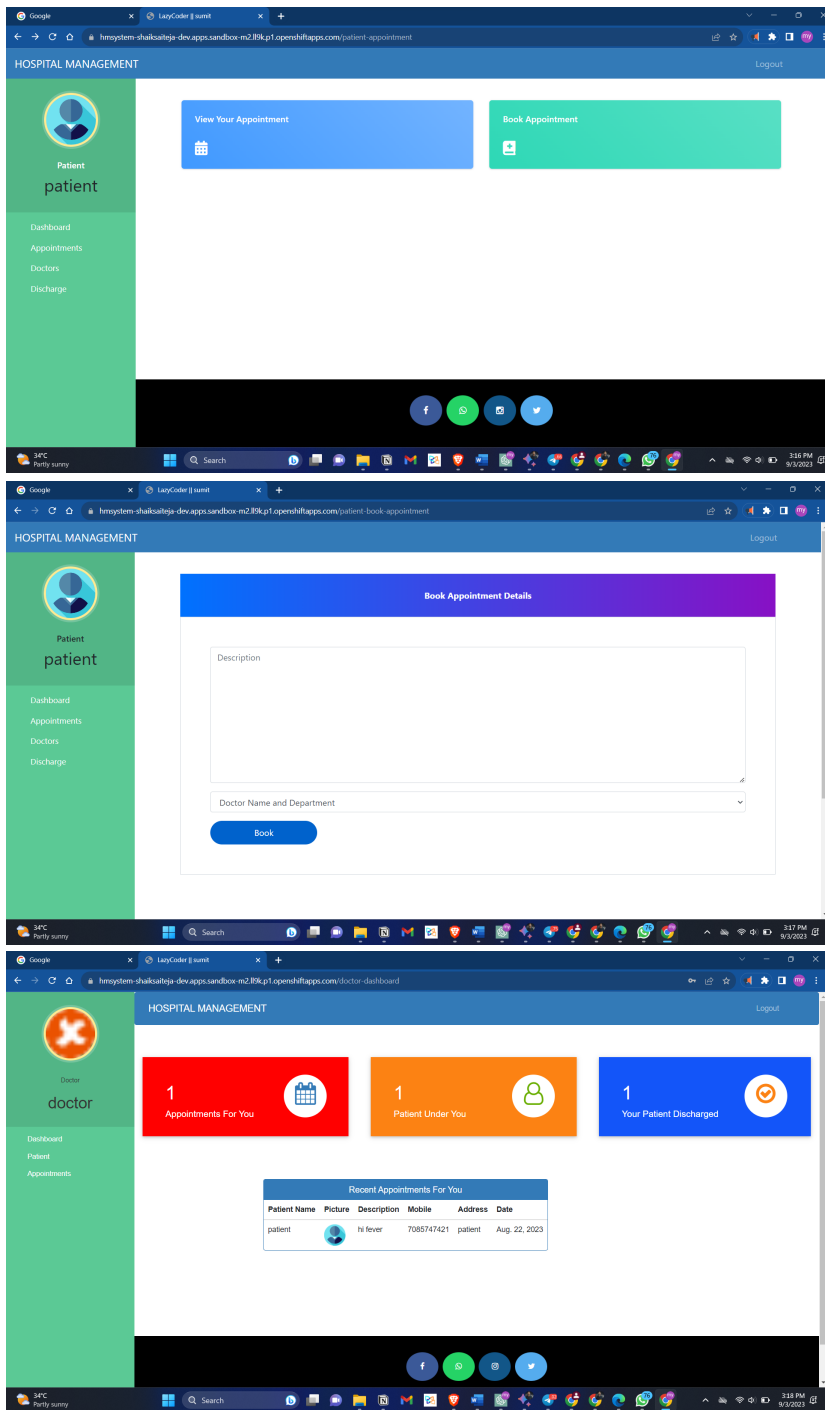 Google
LazyCoder || sumit
hmsystem-shaiksaiteja-dev.apps.sandbox-m2.ll9k.p1.openshiftapps.com/patient-appointment
my
HOSPITAL MANAGEMENT
Logout
View Your Appointment
Book Appointment
Patient
patient
Dashboard
Appointments
Doctors
Discharge
34°C
Partly sunny
Search
76
3:16 PM
9/3/2023
Google
LazyCoder || sumit
hmsystem-shaiksaiteja-dev.apps.sandbox-m2.ll9k.p1.openshiftapps.com/patient-book-appointment
my
HOSPITAL MANAGEMENT
Logout
Book Appointment Details
Patient
patient
Description
Dashboard
Appointments
Doctors
Discharge
Doctor Name and Department
Book
34°C
Partly sunny
Search
76
3:17 PM
9/3/2023
Google
LazyCoder || sumit
hmsystem-shaiksaiteja-dev.apps.sandbox-m2.ll9k.p1.openshiftapps.com/doctor-dashboard
my
HOSPITAL MANAGEMENT
Logout
Doctor
doctor
1
Appointments For You
1
Patient Under You
1
Your Patient Discharged
Dashboard
Patient
Appointments
Recent Appointments For You
Patient Name Picture Description Mobile Address Date
patient hi fever 7085747421 patient Aug. 22, 2023
34°C
Partly sunny
Search
76
3:18 PM
9/3/2023